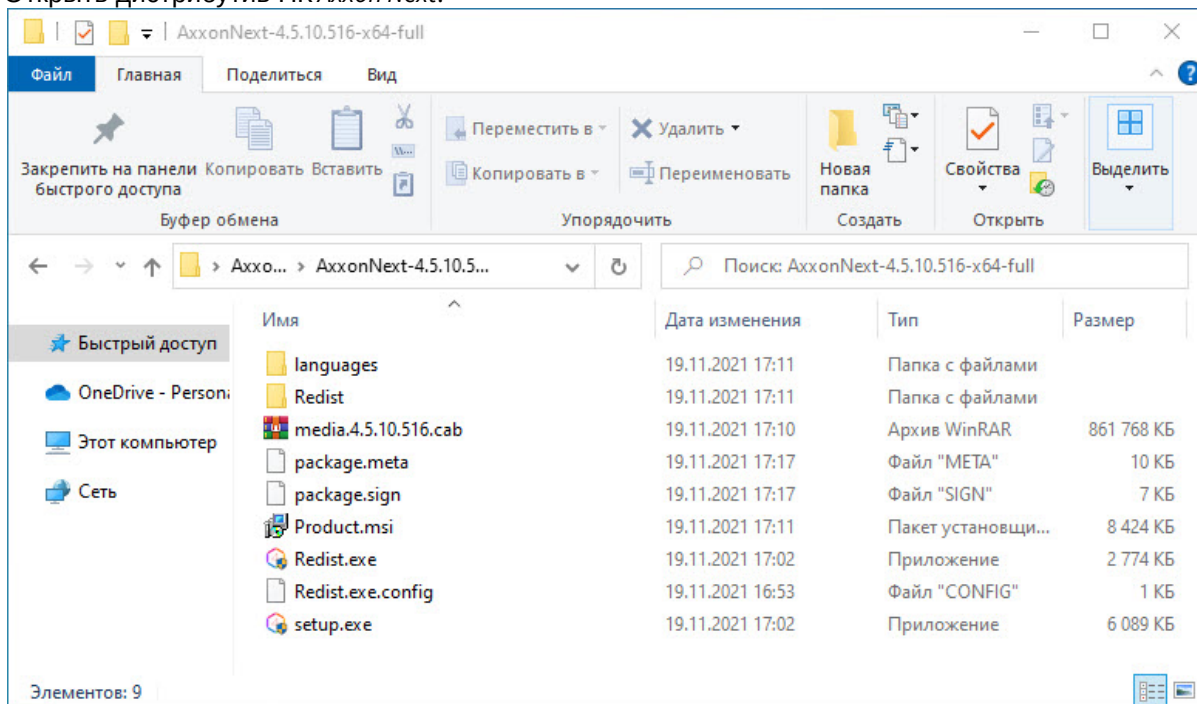 Открыть дистрибутив ПК Axxon Next.
AxxonNext-4.5.10.516-x64-full
Файл Главная Поделиться Вид
Закрепить на панели быстрого доступа
Копировать
Вставить
Переместить в
Копировать в
Удалить
Переименовать
Новая папка
Свойства
Выделить
Буфер обмена Упорядочить Создать Открыть
Axxo... > AxxonNext-4.5.10.5... Поиск: AxxonNext-4.5.10.516-x64-full
Быстрый доступ
OneDrive - Person
Этот компьютер
Сеть
Имя Дата изменения Тип Размер
languages 19.11.2021 17:11 Папка с файлами
Redist 19.11.2021 17:11 Папка с файлами
media.4.5.10.516.cab 19.11.2021 17:10 Архив WinRAR 861 768 КБ
package.meta 19.11.2021 17:17 Файл "META" 10 КБ
package.sign 19.11.2021 17:17 Файл "SIGN" 7 КБ
Product.msi 19.11.2021 17:11 Пакет установщи... 8 424 КБ
Redist.exe 19.11.2021 17:02 Приложение 2 774 КБ
Redist.exe.config 19.11.2021 16:53 Файл "CONFIG" 1 КБ
setup.exe 19.11.2021 17:02 Приложение 6 089 КБ
Элементов: 9